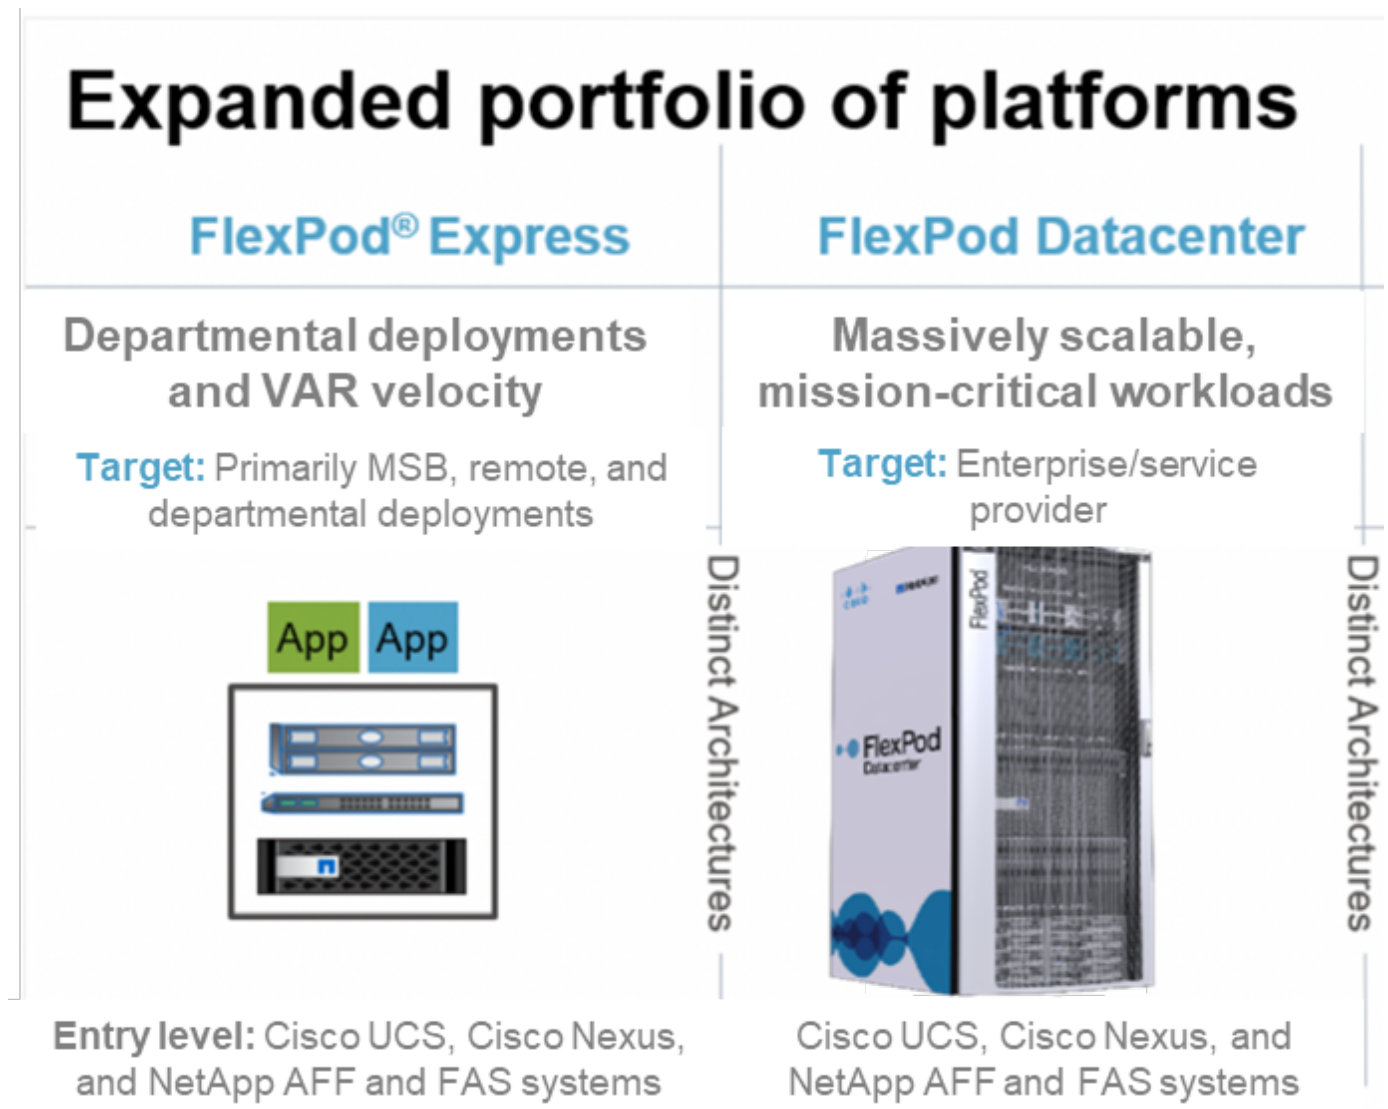 Expanded portfolio of platforms
FlexPod® Express
FlexPod Datacenter
Departmental deployments
and VAR velocity
Massively scalable,
mission-critical workloads
Target: Primarily MSB, remote, and
departmental deployments
Target: Enterprise/service
provider
App App
Distinct Architectures
CISCO
FlexPod
FlexPod
Datacenter
Distinct Architectures
Entry level: Cisco UCS, Cisco Nexus,
and NetApp AFF and FAS systems
Cisco UCS, Cisco Nexus, and
NetApp AFF and FAS systems